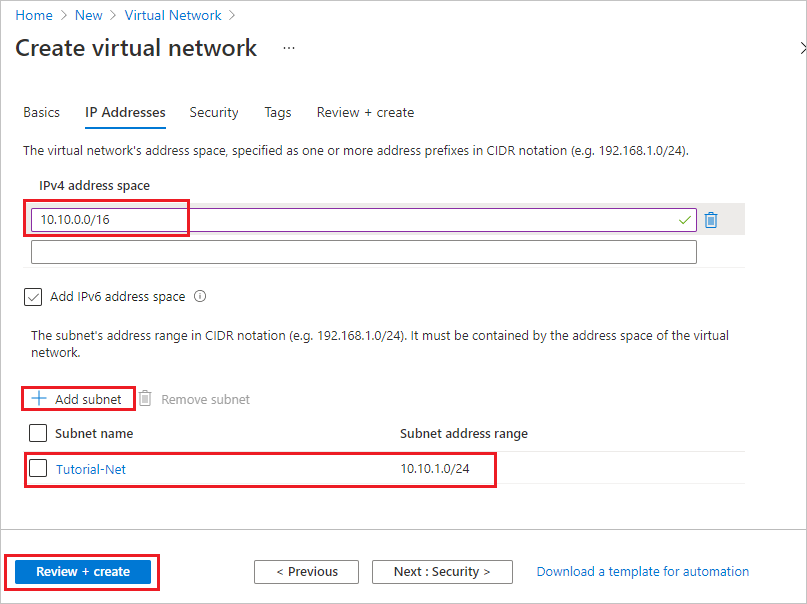 Home > New > Virtual Network >
Create virtual network ...
Basics IP Addresses Security Tags Review + create
The virtual network's address space, specified as one or more address prefixes in CIDR notation (e.g. 192.168.1.0/24).
IPv4 address space
10.10.0.0/16
Add IPv6 address space
The subnet's address range in CIDR notation (e.g. 192.168.1.0/24). It must be contained by the address space of the virtual
network.
+ Add subnet Remove subnet
Subnet name Subnet address range
Tutorial-Net 10.10.1.0/24
Review + create < Previous Next : Security > Download a template for automation